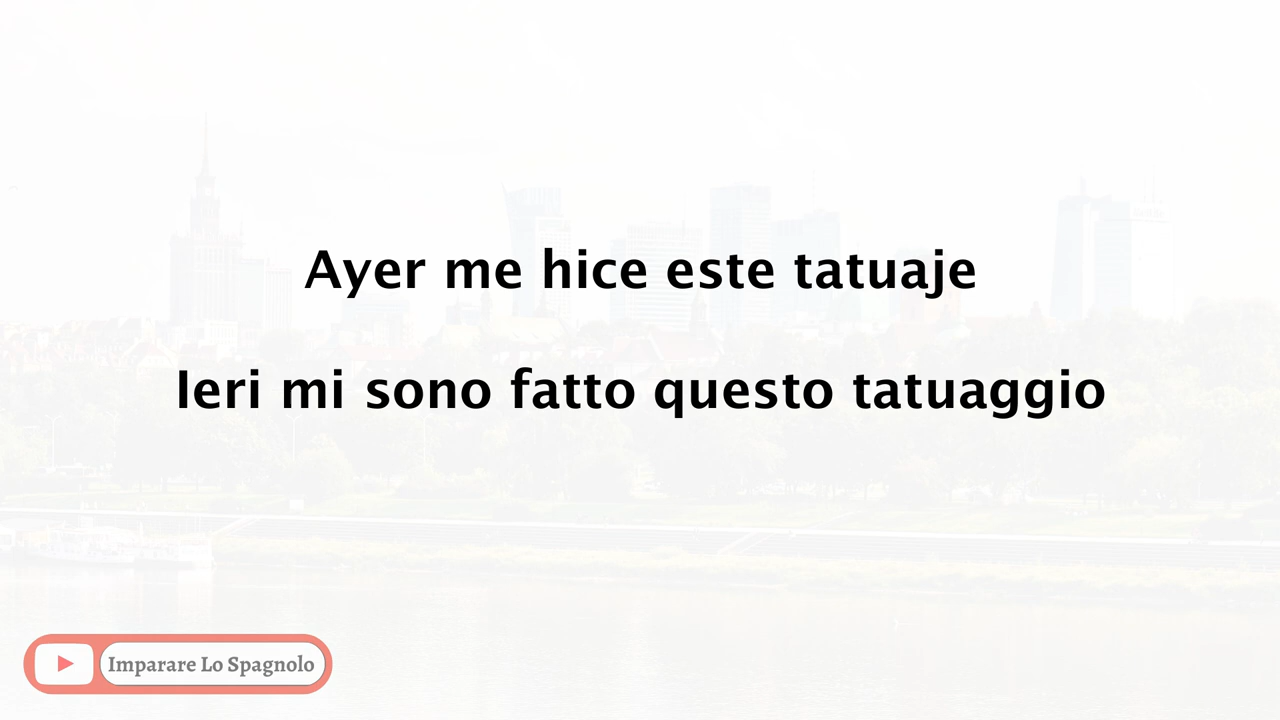 Ayer me hice este tatuaje
Ieri mi sono fatto questo tatuaggio
Imparare Lo Spagnolo